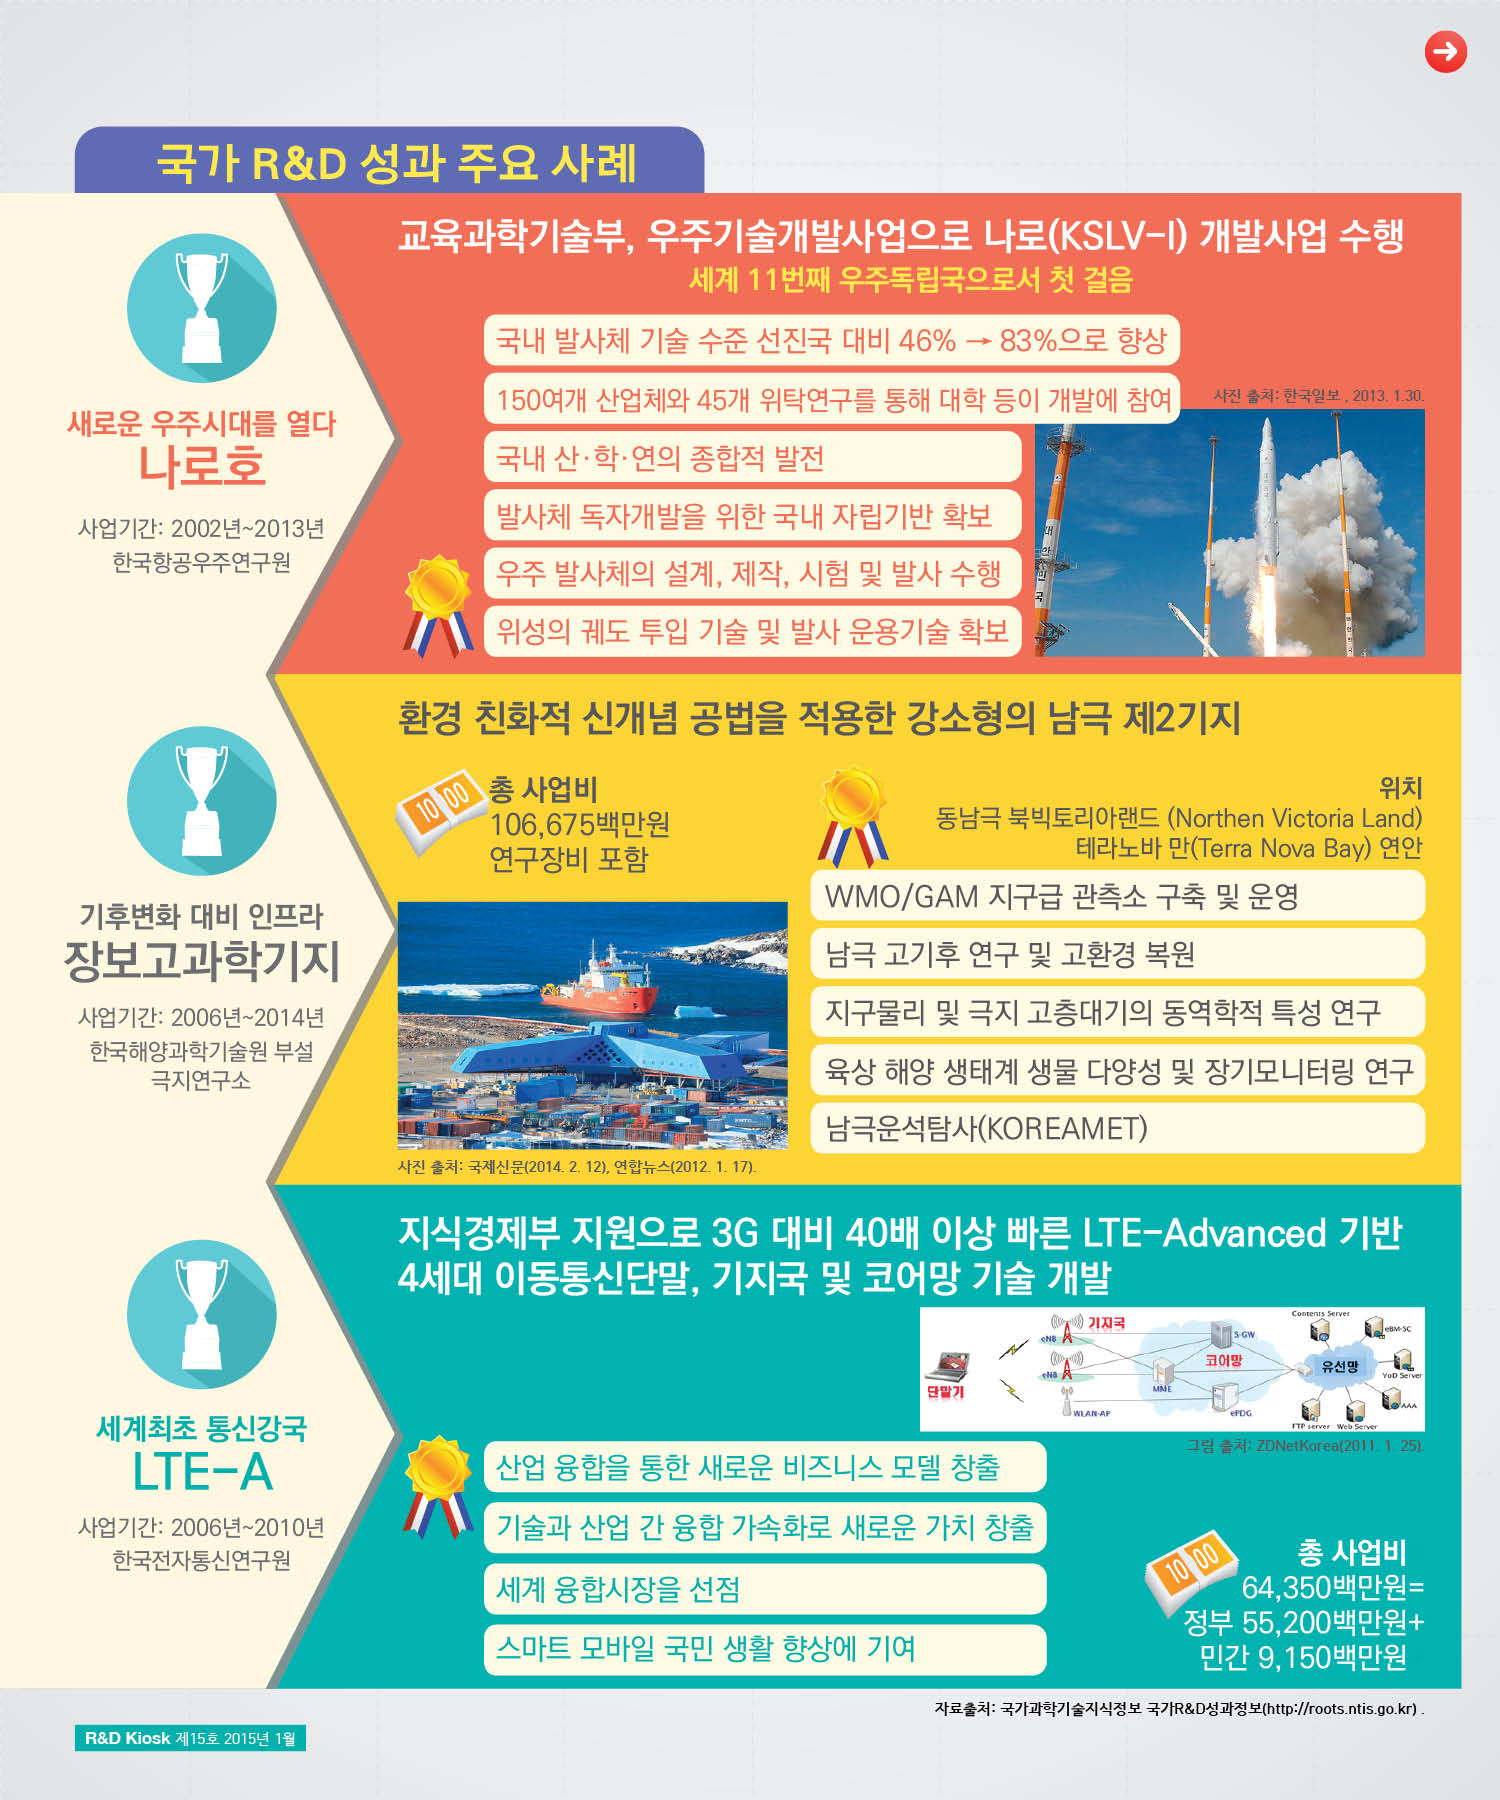 국가 R&D 성과 주요 사례
새로운 우주시대를 열다
나로호
사업기간: 2002년~2013년
한국항공우주연구원
교육과학기술부, 우주기술개발사업으로 나로(KSLV-I) 개발사업 수행
세계 11번째 우주독립국으로서 첫 걸음
국내 발사체 기술 수준 선진국 대비 46% → 83%으로 향상
150여개 산업체와 45개 위탁연구를 통해 대학 등이 개발에 참여
국내 산·학·연의 종합적 발전
발사체 독자개발을 위한 국내 자립기반 확보
우주 발사체의 설계, 제작, 시험 및 발사 수행
위성의 궤도 투입 기술 및 발사 운용기술 확보
사진 출처: 한국일보 , 2013. 1.30.
대한민국
기후변화 대비 인프라
장보고과학기지
사업기간: 2006년~2014년
한국해양과학기술원 부설
극지연구소
환경 친화적 신개념 공법을 적용한 강소형의 남극 제2기지
1000
총 사업비
106,675백만원
연구장비 포함
위치
동남극 북빅토리아랜드 (Northen Victoria Land)
테라노바 만(Terra Nova Bay) 연안
WMO/GAM 지구급 관측소 구축 및 운영
남극 고기후 연구 및 고환경 복원
지구물리 및 극지 고층대기의 동역학적 특성 연구
육상 해양 생태계 생물 다양성 및 장기모니터링 연구
남극운석탐사(KOREAMET)
사진 출처: 국제신문(2014. 2. 12), 연합뉴스(2012. 1. 17).
세계최초 통신강국
LTE-A
사업기간: 2006년~2010년
한국전자통신연구원
지식경제부 지원으로 3G 대비 40배 이상 빠른 LTE-Advanced 기반
4세대 이동통신단말, 기지국 및 코어망 기술 개발
단말기
eNB
기지국
eNB
WLAN-AP
MME
S-GW
코어망
ePDG
유선망
Contents Server
eBM-SC
VoD Server
AAA
Web Server
FTP server
그림 출처: ZDNetKorea(2011. 1. 25).
산업 융합을 통한 새로운 비즈니스 모델 창출
기술과 산업 간 융합 가속화로 새로운 가치 창출
세계 융합시장을 선점
스마트 모바일 국민 생활 향상에 기여
1000
총 사업비
64,350백만원=
정부 55,200백만원+
민간 9,150백만원
자료출처: 국가과학기술지식정보 국가R&D성과정보(http://roots.ntis.go.kr) .
R&D Kiosk 제15호 2015년 1월